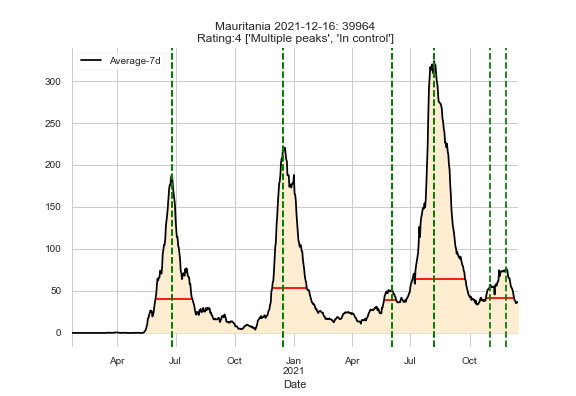 Mauritania 2021-12-16: 39964
Rating:4 ['Multiple peaks', 'In control']
Average-7d
300
250
200
150
100
50
0
Apr
Jul
Oct
Jan
2021
Apr
Jul
Oct
Date